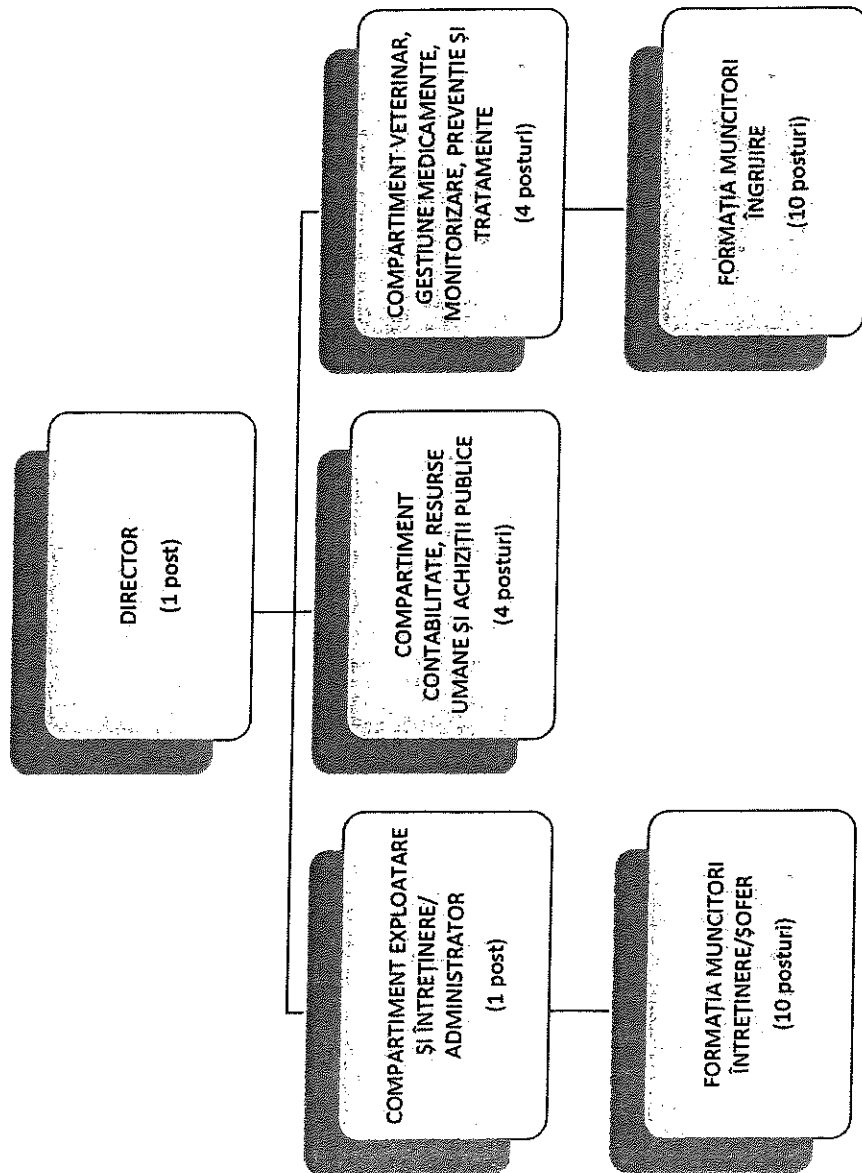 DIRECTOR
(1 post)
COMPARTIMENT EXPLOATARE
ȘI ÎNTREȚINERE/
ADMINISTRATOR
(1 post)
COMPARTIMENT
CONTABILITATE, RESURSE
UMANE ȘI ACHIZIȚII PUBLICE
(4 posturi)
COMPARTIMENT VETERINAR,
GESTIUNE MEDICAMENTE,
MONITORIZARE, PREVENȚIE ȘI
TRATAMENTE
(4 posturi)
FORMAȚIA MUNCITORI
ÎNTREȚINERE/ȘOFER
(10 posturi)
FORMAȚIA MUNCITORI
ÎNGRIJIRE
(10 posturi)